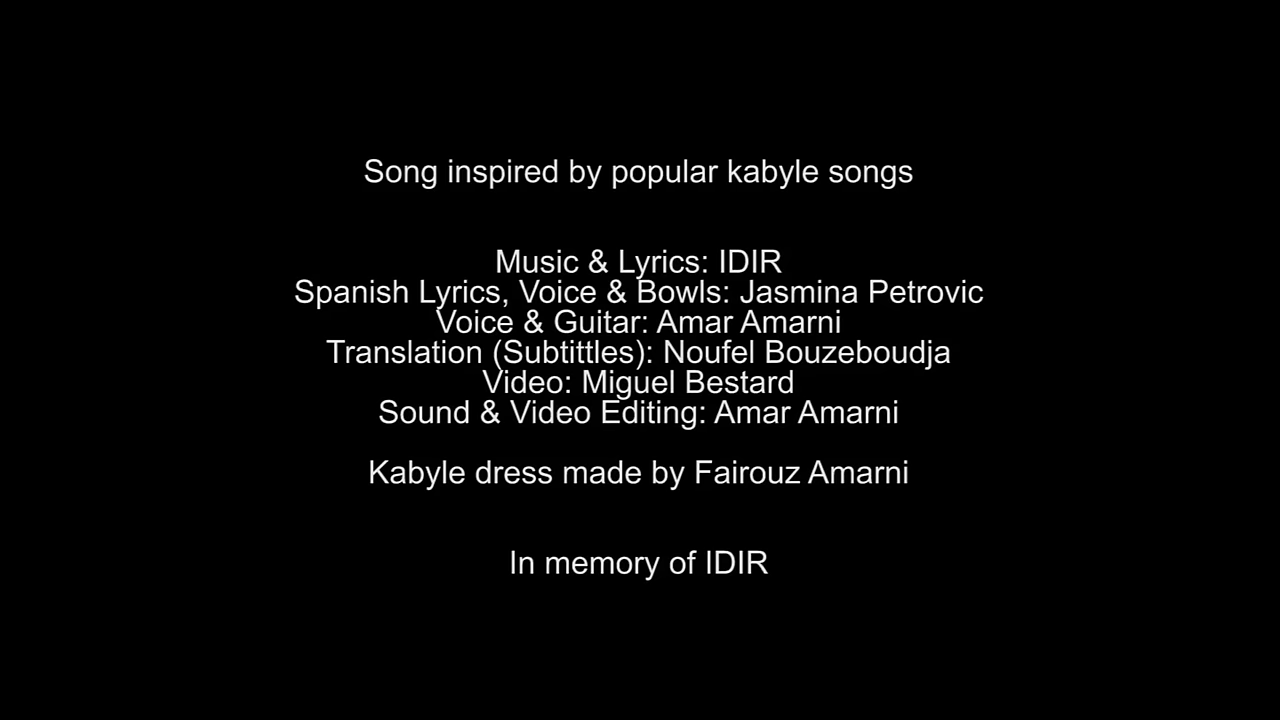 Song inspired by popular kabyle songs
Music & Lyrics: IDIR
Spanish Lyrics, Voice & Bowls: Jasmina Petrovic
Voice & Guitar: Amar Amarni
Translation (Subtittles): Noufel Bouzeboudja
Video: Miguel Bestard
Sound & Video Editing: Amar Amarni
Kabyle dress made by Fairouz Amarni
In memory of IDIR